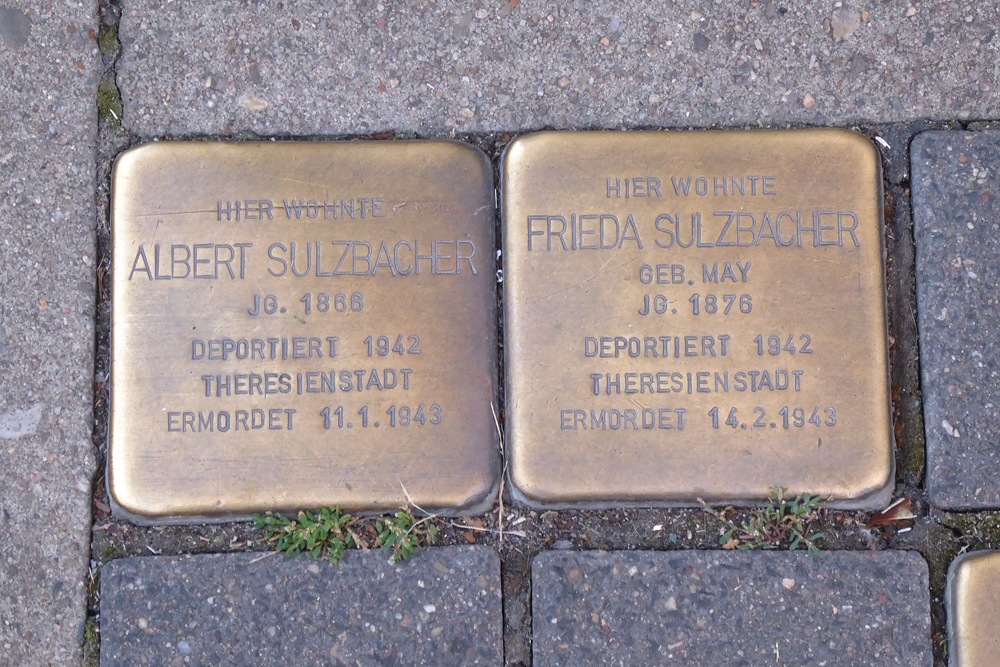 HIER WOHNTE
ALBERT SULZBACHER
JG. 1866
DEPORTIERT 1942
THERESIENSTADT
ERMORDET 11.1.1943
HIER WOHNTE
FRIEDA SULZBACHER
GEB. MAY
JG. 1876
DEPORTIERT 1942
THERESIENSTADT
ERMORDET 14.2.1943